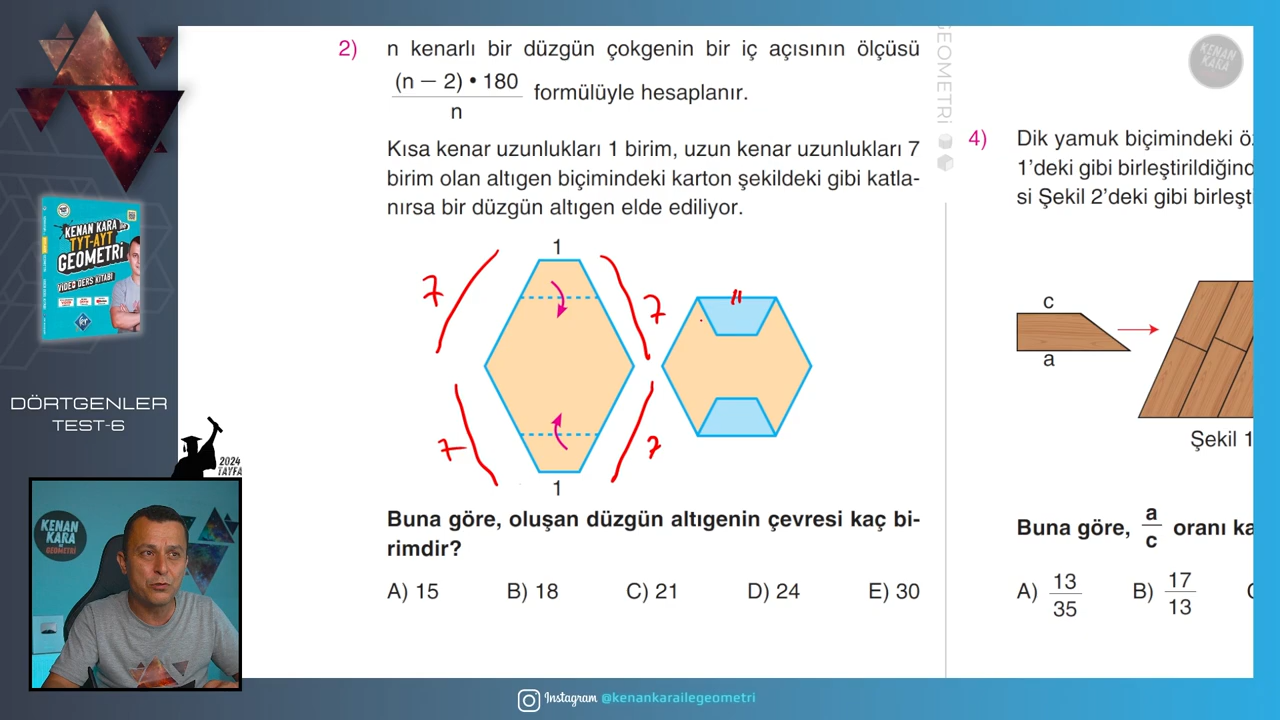 2) n kenarlı bir düzgün çokgenin bir iç açısının ölçüsü
(n – 2) • 180
n
formülüyle hesaplanır.
Kısa kenar uzunlukları 1 birim, uzun kenar uzunlukları 7
birim olan altıgen biçimindeki karton şekildeki gibi katla-
nırsa bir düzgün altıgen elde ediliyor.
1
7
7
7
7
1
Buna göre, oluşan düzgün altıgenin çevresi kaç bi-
rimdir?
A) 15 B) 18 C) 21 D) 24 E) 30
GEOMETRİ
KENAN
KARA
4) Dik yamuk biçimindeki
1'deki gibi birleştirildiğind
si Şekil 2'deki gibi birleşt
c
a
Şekil 1
Buna göre, a/c oranı ka
A) 13/35 B) 17/13
KENAN KARA
TYT-AYT
GEOMETRİ
VİDEO DERS KİTABI
DÖRTGENLER
TEST-6
2024
TAYFA
KENAN
KARA
GEOMETRİ
Instagram @kenankarailegeometri